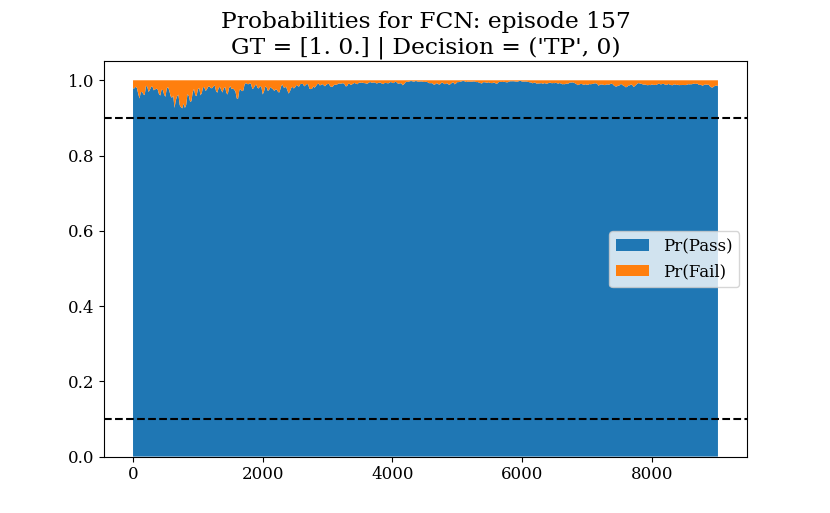 Probabilities for FCN: episode 157
GT = [1. 0.] | Decision = ('TP', 0)
1.0
0.8
0.6
0.4
0.2
0.0
Pr(Pass)
Pr(Fail)
0
2000
4000
6000
8000